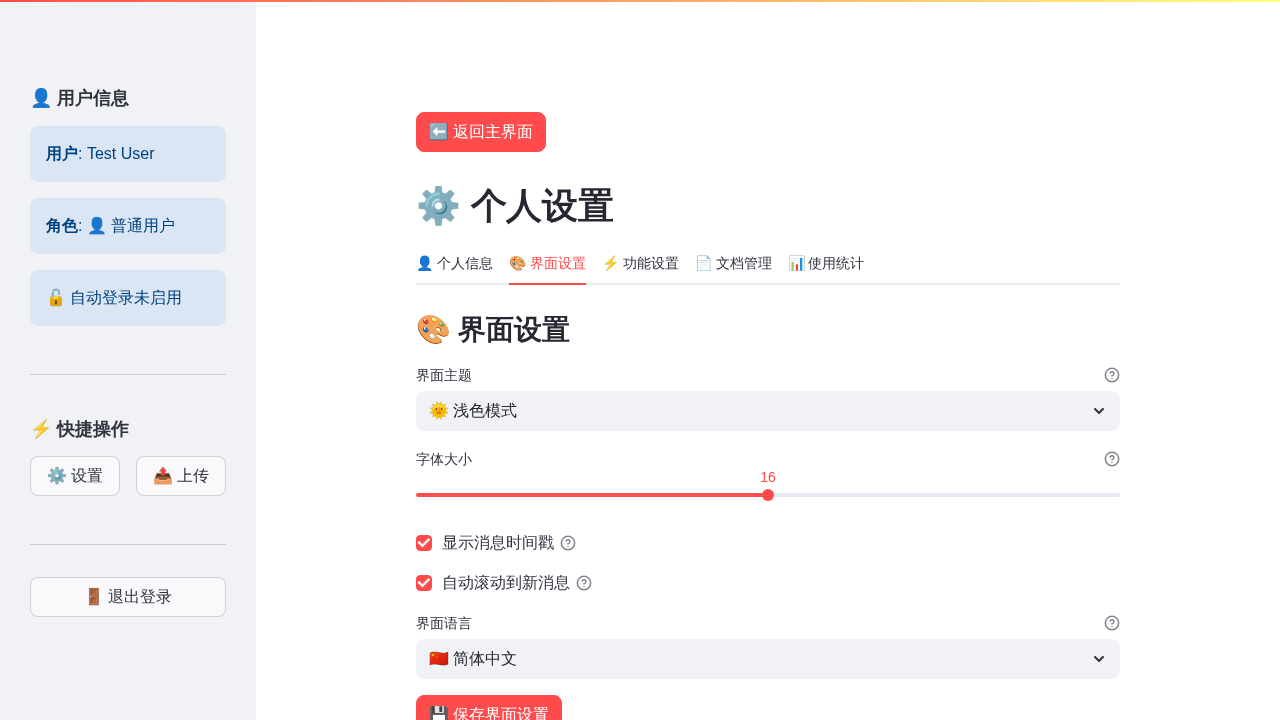 👤 用户信息
用户: Test User
角色: 👤 普通用户
🔓 自动登录未启用
⚡ 快捷操作
⚙️ 设置
📤 上传
🚪 退出登录
⬅️ 返回主界面
⚙️ 个人设置
👤 个人信息
🎨 界面设置
⚡ 功能设置
📄 文档管理
📊 使用统计
🎨 界面设置
界面主题
🌞 浅色模式
字体大小
16
显示消息时间戳
自动滚动到新消息
界面语言
🇨🇳 简体中文
💾 保存界面设置